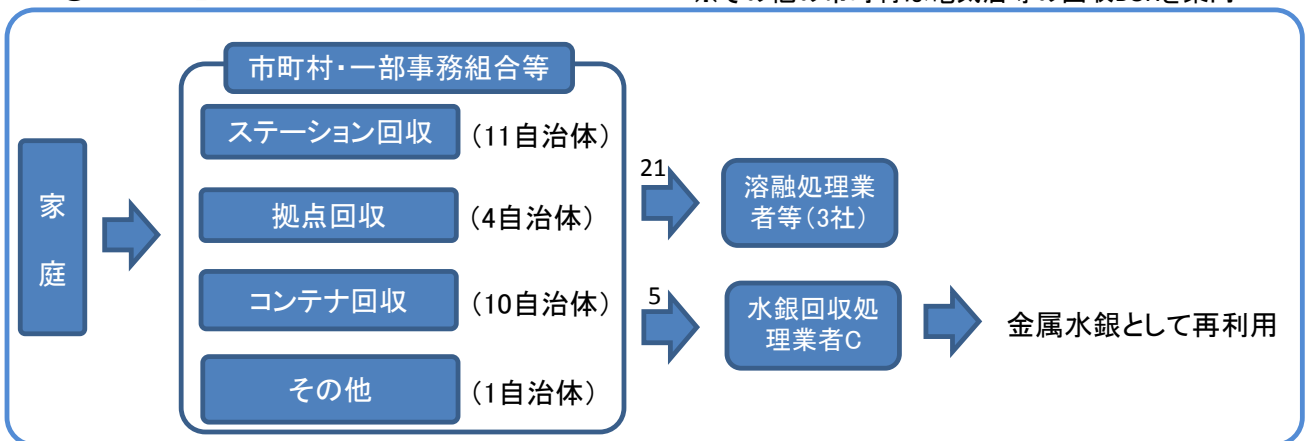 市町村・一部事務組合等
家
庭
ステーション回収 (11自治体)
拠点回収 (4自治体)
コンテナ回収 (10自治体)
その他 (1自治体)
21
溶融処理業
者等(3社)
5
水銀回収処
理業者C
金属水銀として再利用